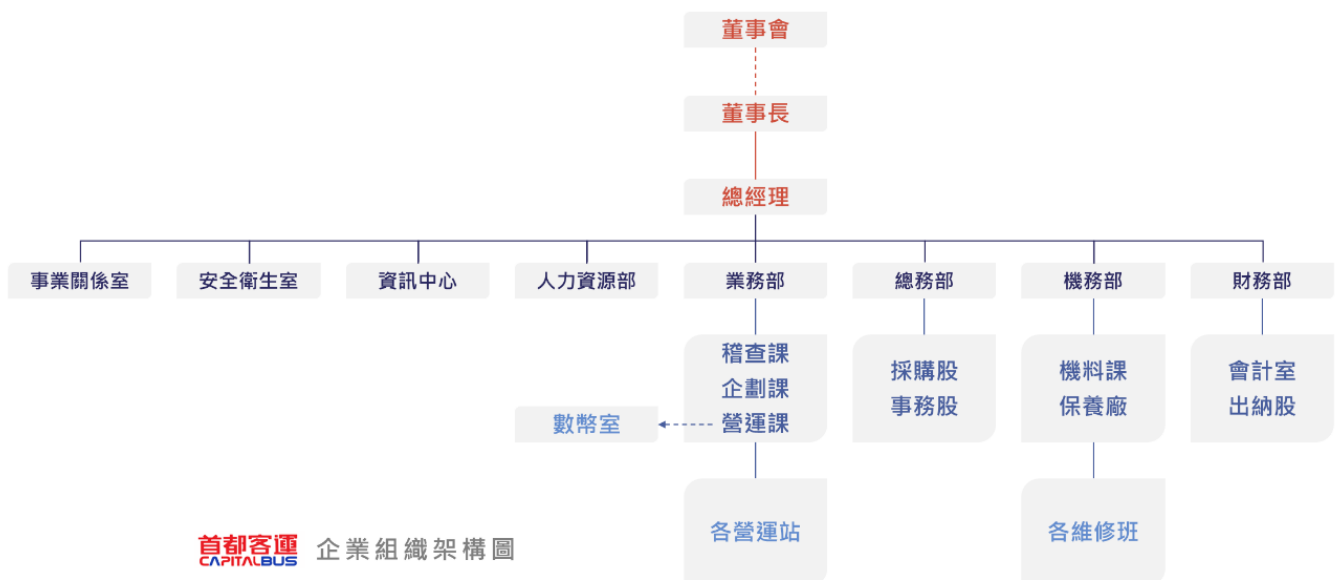 董事會
董事長
總經理
事業關係室
安全衛生室
資訊中心
人力資源部
業務部
總務部
機務部
財務部
稽查課
企劃課
營運課
數幣室
採購股
事務股
機料課
保養廠
會計室
出納股
各營運站
各維修班
首都客運
CAPITALBUS
企業組織架構圖